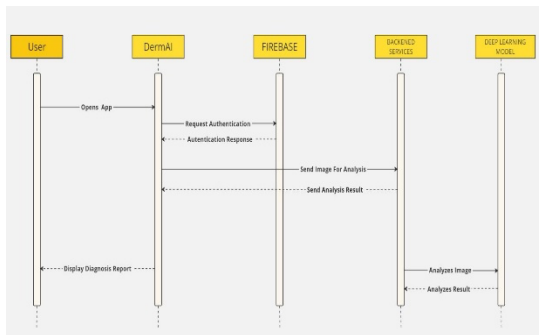 User
DermAI
FIREBASE
BACKENED
SERVICES
DEEP LEARNING
MODEL
Opens App
Request Authentication
Autentication Response
Send Image For Analysis
Send Analysis Result
Display Diagnosis Report
Analyzes Image
Analyzes Result